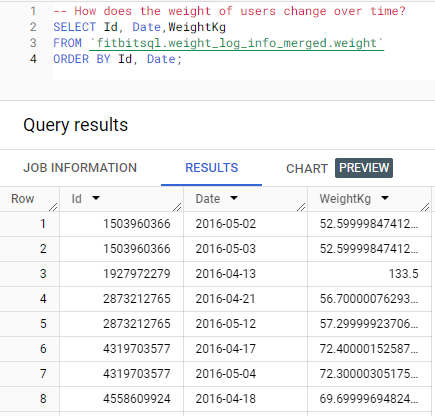 1 -- How does the weight of users change over time?
2 SELECT Id, Date,WeightKg
3 FROM `fitbitsql.weight_log_info_merged.weight`
4 ORDER BY Id, Date;
Query results
JOB INFORMATION RESULTS CHART PREVIEW
Row Id Date WeightKg
1 1503960366 2016-05-02 52.59999847412...
2 1503960366 2016-05-03 52.59999847412...
3 1927972279 2016-04-13 133.5
4 2873212765 2016-04-21 56.70000076293...
5 2873212765 2016-05-12 57.29999923706...
6 4319703577 2016-04-17 72.40000152587...
7 4319703577 2016-05-04 72.30000305175...
8 4558609924 2016-04-18 69.69999694824...